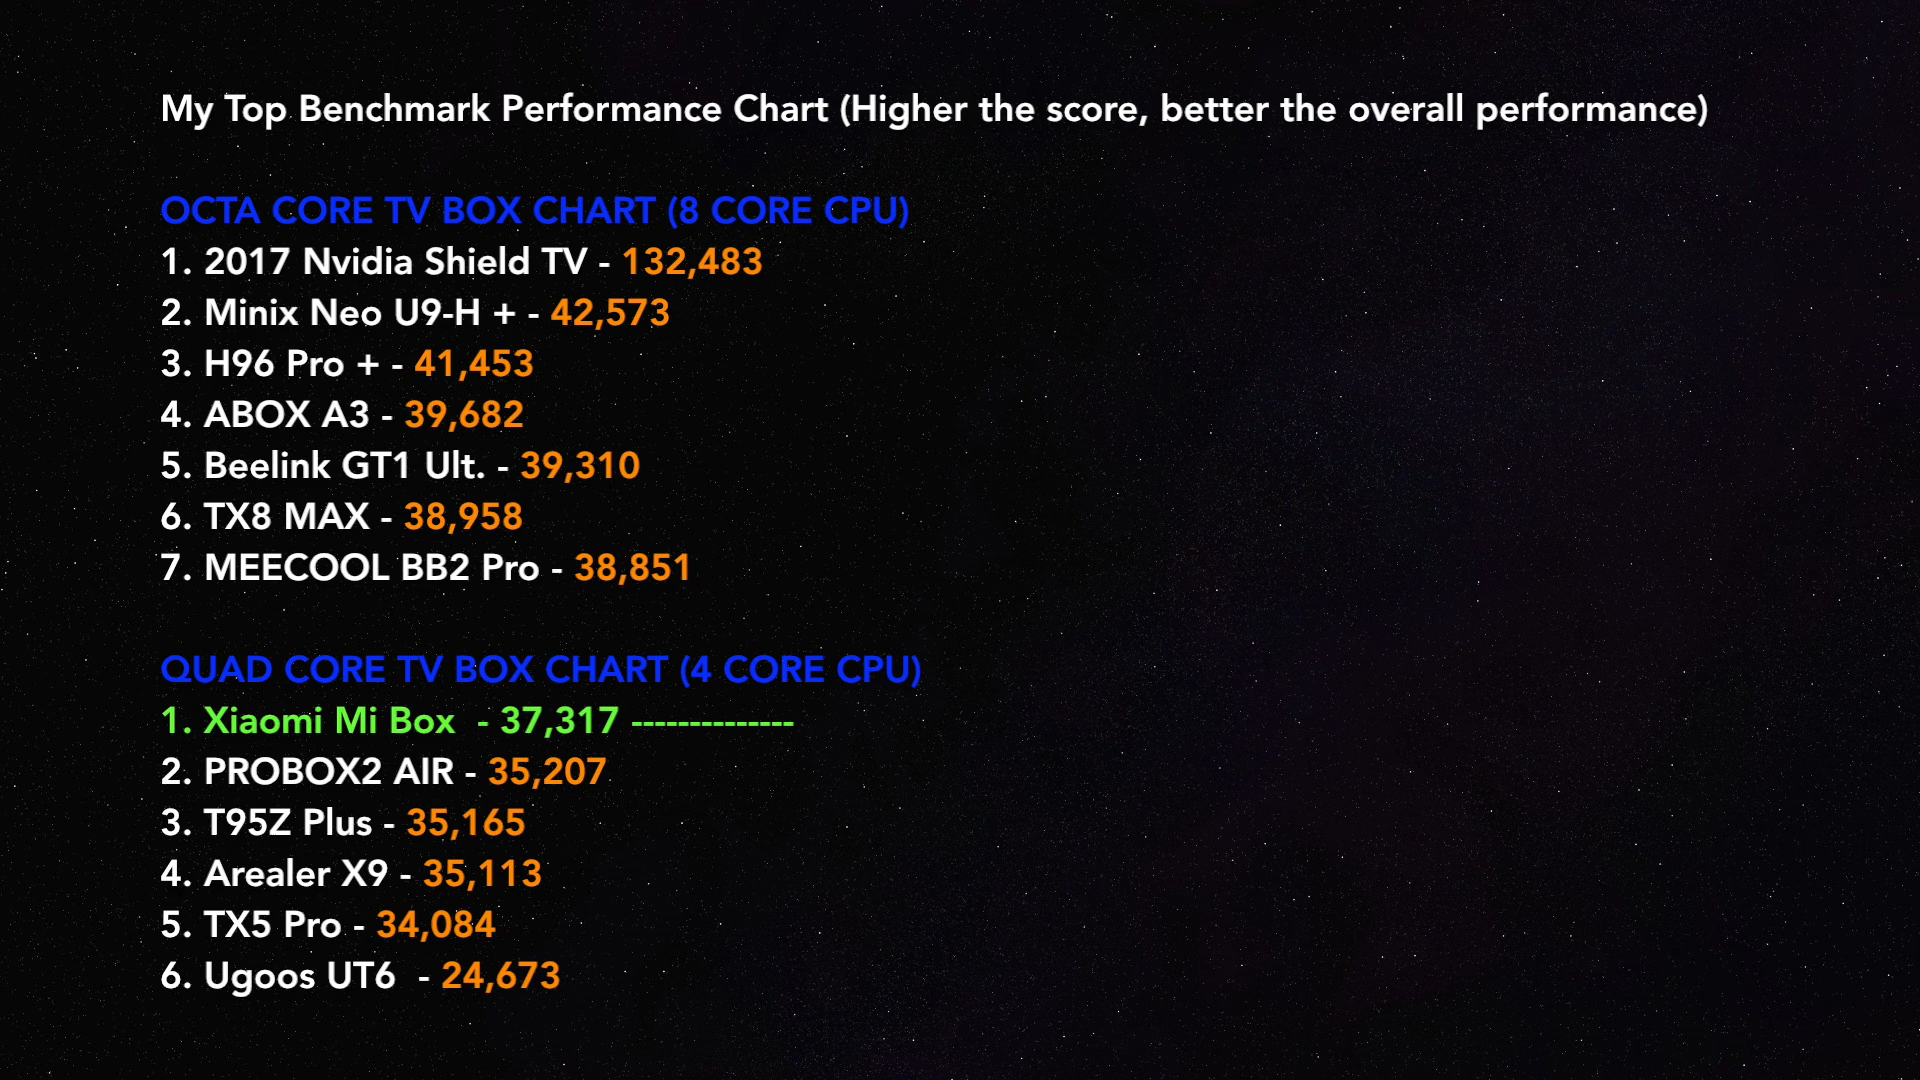 My Top Benchmark Performance Chart (Higher the score, better the overall performance)
OCTA CORE TV BOX CHART (8 CORE CPU)
1. 2017 Nvidia Shield TV - 132,483
2. Minix Neo U9-H + - 42,573
3. H96 Pro + - 41,453
4. ABOX A3 - 39,682
5. Beelink GT1 Ult. - 39,310
6. TX8 MAX - 38,958
7. MEECOOL BB2 Pro - 38,851
QUAD CORE TV BOX CHART (4 CORE CPU)
1. Xiaomi Mi Box  - 37,317 --------------
2. PROBOX2 AIR - 35,207
3. T95Z Plus - 35,165
4. Arealer X9 - 35,113
5. TX5 Pro - 34,084
6. Ugoos UT6  - 24,673